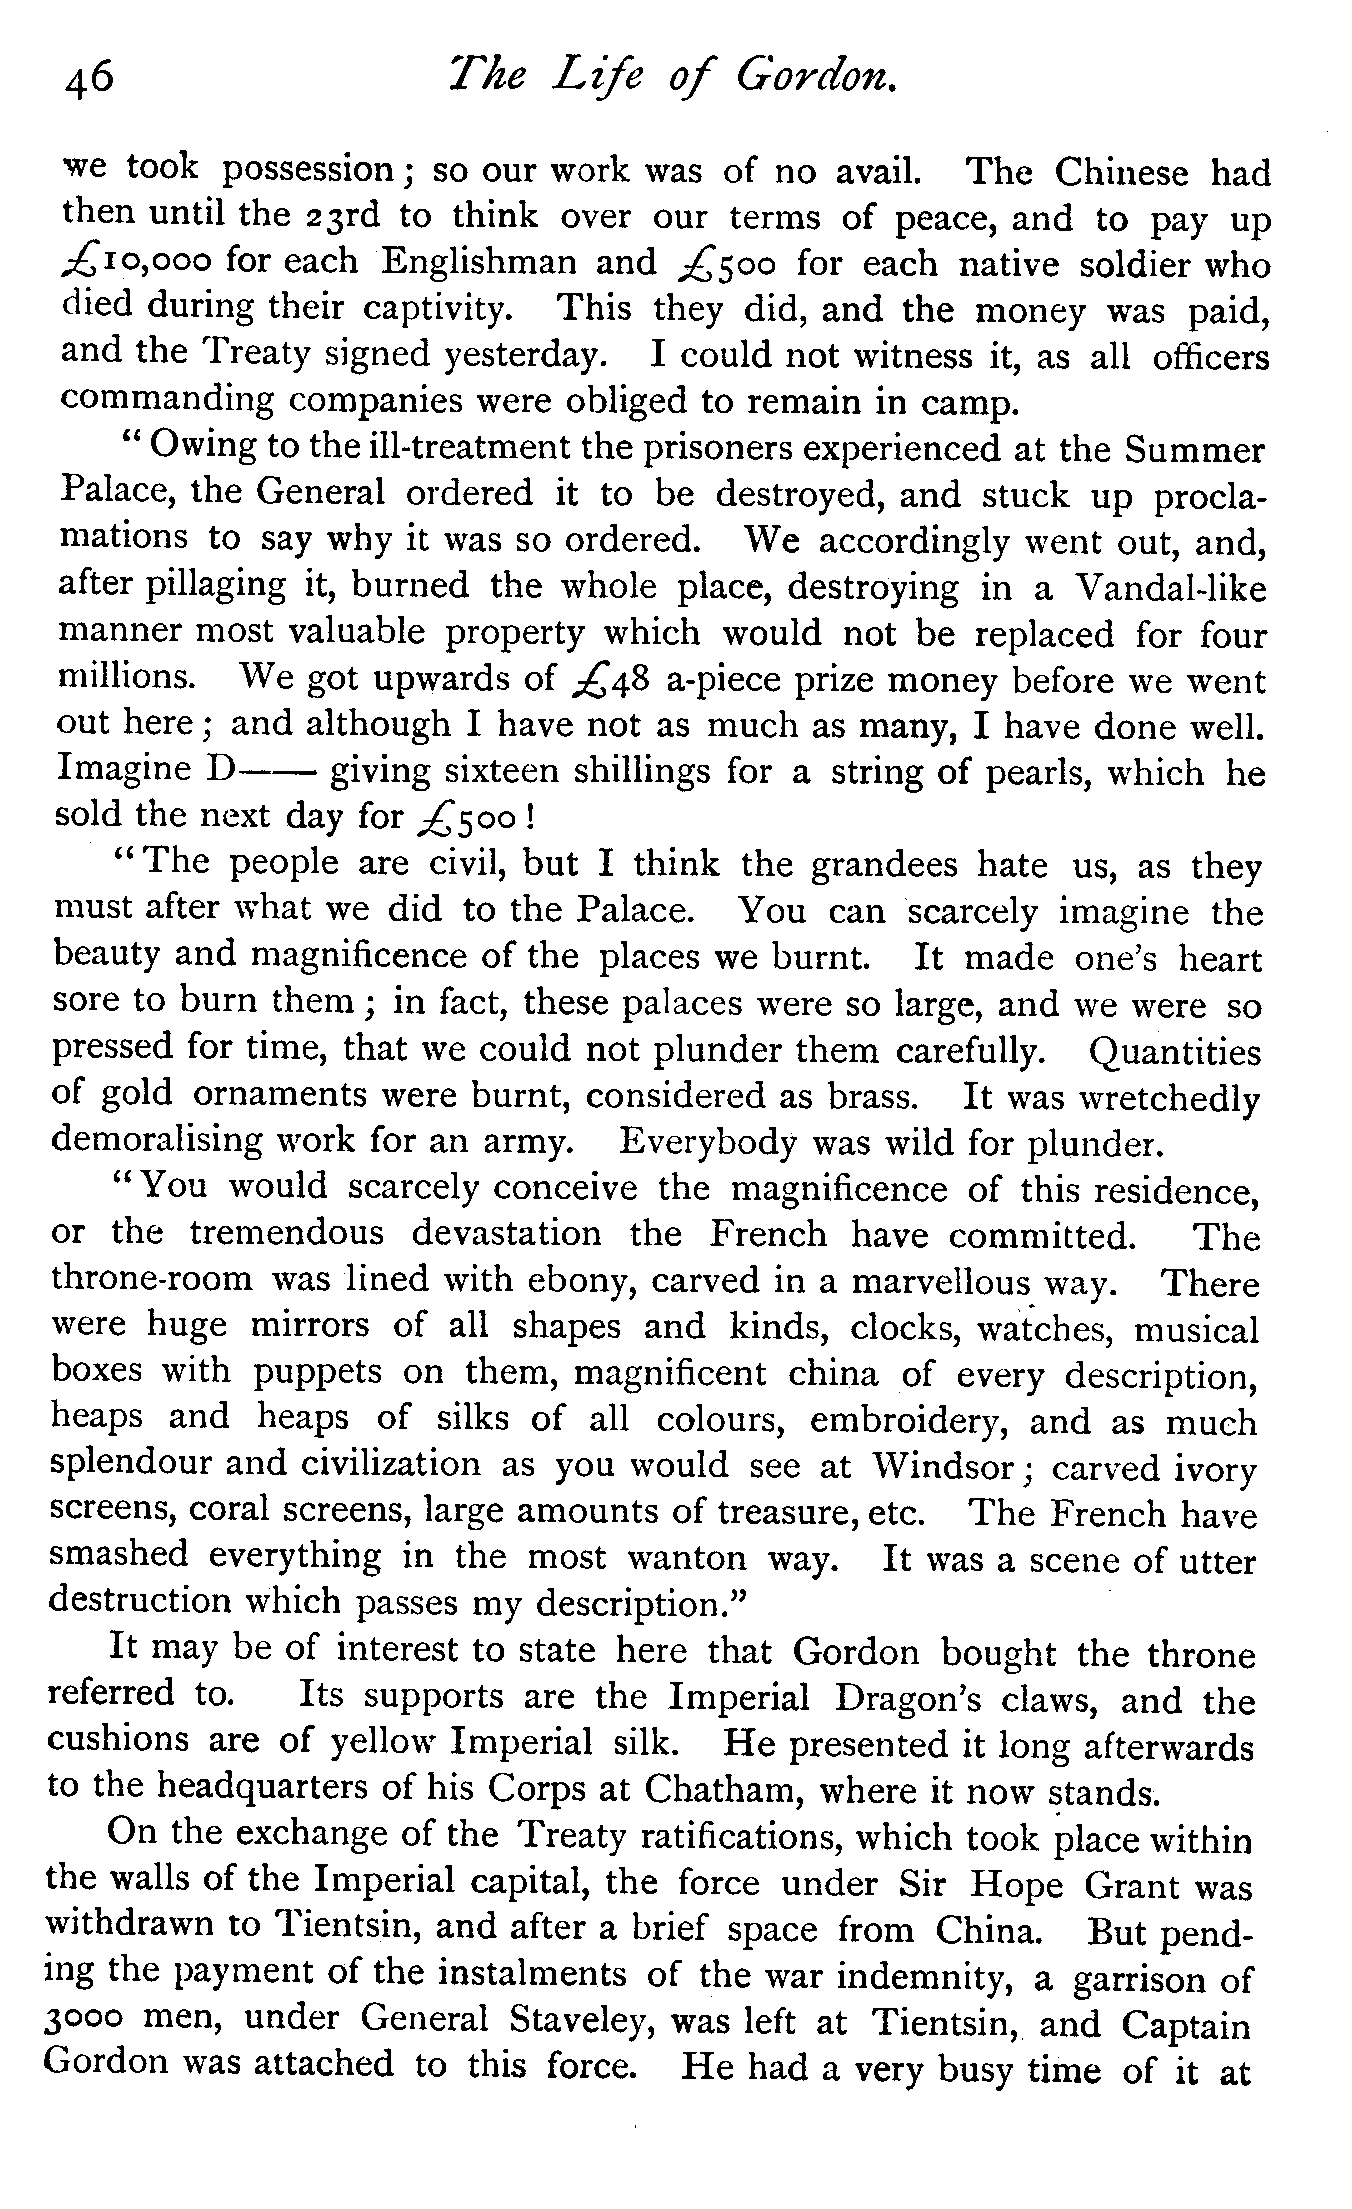 46 The Life of Gordon.
we took possession; so our work was of no avail. The Chinese had
then until the 23rd to think over our terms of peace, and to pay up
£10,000 for each Englishman and £500 for each native soldier who
died during their captivity. This they did, and the money was paid,
and the Treaty signed yesterday. I could not witness it, as all officers
commanding companies were obliged to remain in camp.
“Owing to the ill-treatment the prisoners experienced at the Summer
Palace, the General ordered it to be destroyed, and stuck up procla-
mations to say why it was so ordered. We accordingly went out, and,
after pillaging it, burned the whole place, destroying in a Vandal-like
manner most valuable property which would not be replaced for four
millions. We got upwards of £48 a-piece prize money before we went
out here; and although I have not as much as many, I have done well.
Imagine D—— giving sixteen shillings for a string of pearls, which he
sold the next day for £500!
“The people are civil, but I think the grandees hate us, as they
must after what we did to the Palace. You can scarcely imagine the
beauty and magnificence of the places we burnt. It made one’s heart
sore to burn them; in fact, these palaces were so large, and we were so
pressed for time, that we could not plunder them carefully. Quantities
of gold ornaments were burnt, considered as brass. It was wretchedly
demoralising work for an army. Everybody was wild for plunder.
“You would scarcely conceive the magnificence of this residence,
or the tremendous devastation the French have committed. The
throne-room was lined with ebony, carved in a marvellous way. There
were huge mirrors of all shapes and kinds, clocks, watches, musical
boxes with puppets on them, magnificent china of every description,
heaps and heaps of silks of all colours, embroidery, and as much
splendour and civilization as you would see at Windsor; carved ivory
screens, coral screens, large amounts of treasure, etc. The French have
smashed everything in the most wanton way. It was a scene of utter
destruction which passes my description.”
It may be of interest to state here that Gordon bought the throne
referred to. Its supports are the Imperial Dragon’s claws, and the
cushions are of yellow Imperial silk. He presented it long afterwards
to the headquarters of his Corps at Chatham, where it now stands.
On the exchange of the Treaty ratifications, which took place within
the walls of the Imperial capital, the force under Sir Hope Grant was
withdrawn to Tientsin, and after a brief space from China. But pend-
ing the payment of the instalments of the war indemnity, a garrison of
3000 men, under General Staveley, was left at Tientsin, and Captain
Gordon was attached to this force. He had a very busy time of it at